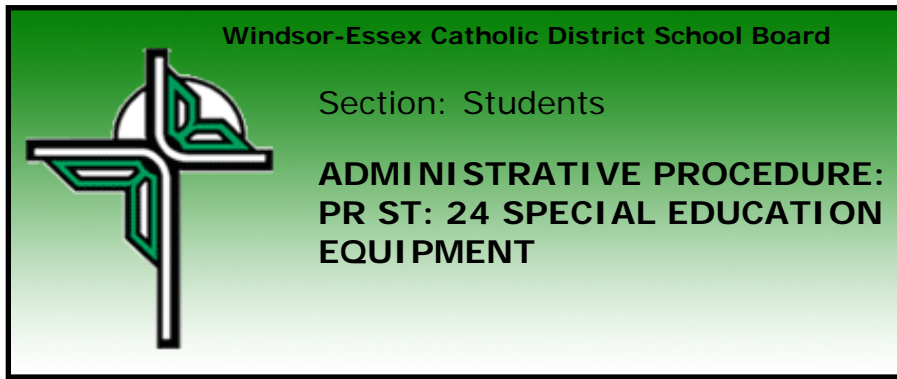 Windsor-Essex Catholic District School Board
Section: Students
ADMINISTRATIVE PROCEDURE:
PR ST: 24 SPECIAL EDUCATION
EQUIPMENT